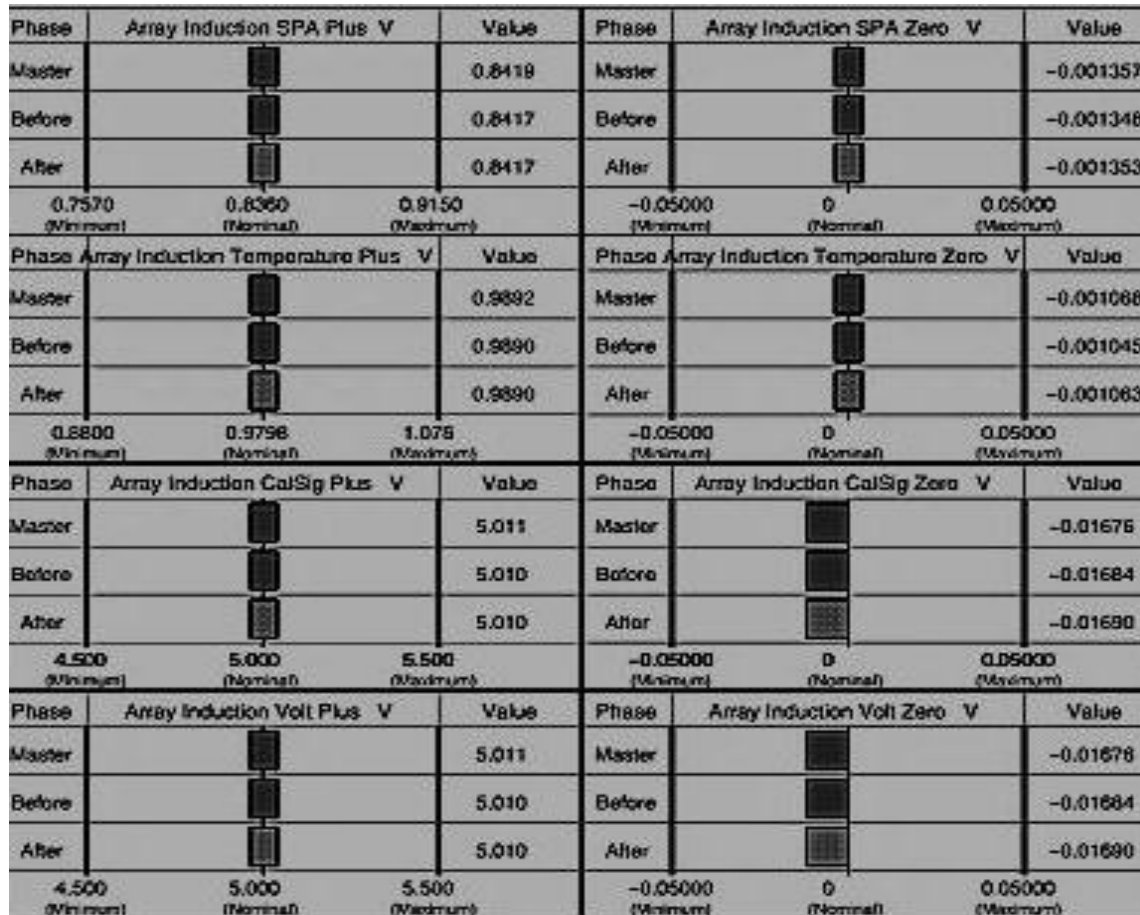 Phase Array Induction SPA Plus V Value
Master 0.8419
Before 0.8417
After 0.8417
0.7570 0.8360 0.9150
(Minimum) (Nominal) (Maximum)
Phase Array Induction SPA Zero V Value
Master -0.001357
Before -0.001348
After -0.001353
-0.05000 0 0.05000
(Minimum) (Nominal) (Maximum)
Phase Array Induction Temperature Plus V Value
Master 0.9892
Before 0.9890
After 0.9890
0.8800 0.9798 1.078
(Minimum) (Nominal) (Maximum)
Phase Array Induction Temperature Zero V Value
Master -0.001068
Before -0.001045
After -0.001063
-0.05000 0 0.05000
(Minimum) (Nominal) (Maximum)
Phase Array Induction CalSig Plus V Value
Master 5.011
Before 5.010
After 5.010
4.500 5.000 5.500
(Minimum) (Nominal) (Maximum)
Phase Array Induction CalSig Zero V Value
Master -0.01676
Before -0.01684
After -0.01690
-0.05000 0 0.05000
(Minimum) (Nominal) (Maximum)
Phase Array Induction Volt Plus V Value
Master 5.011
Before 5.010
After 5.010
4.500 5.000 5.500
(Minimum) (Nominal) (Maximum)
Phase Array Induction Volt Zero V Value
Master -0.01676
Before -0.01684
After -0.01690
-0.05000 0 0.05000
(Minimum) (Nominal) (Maximum)